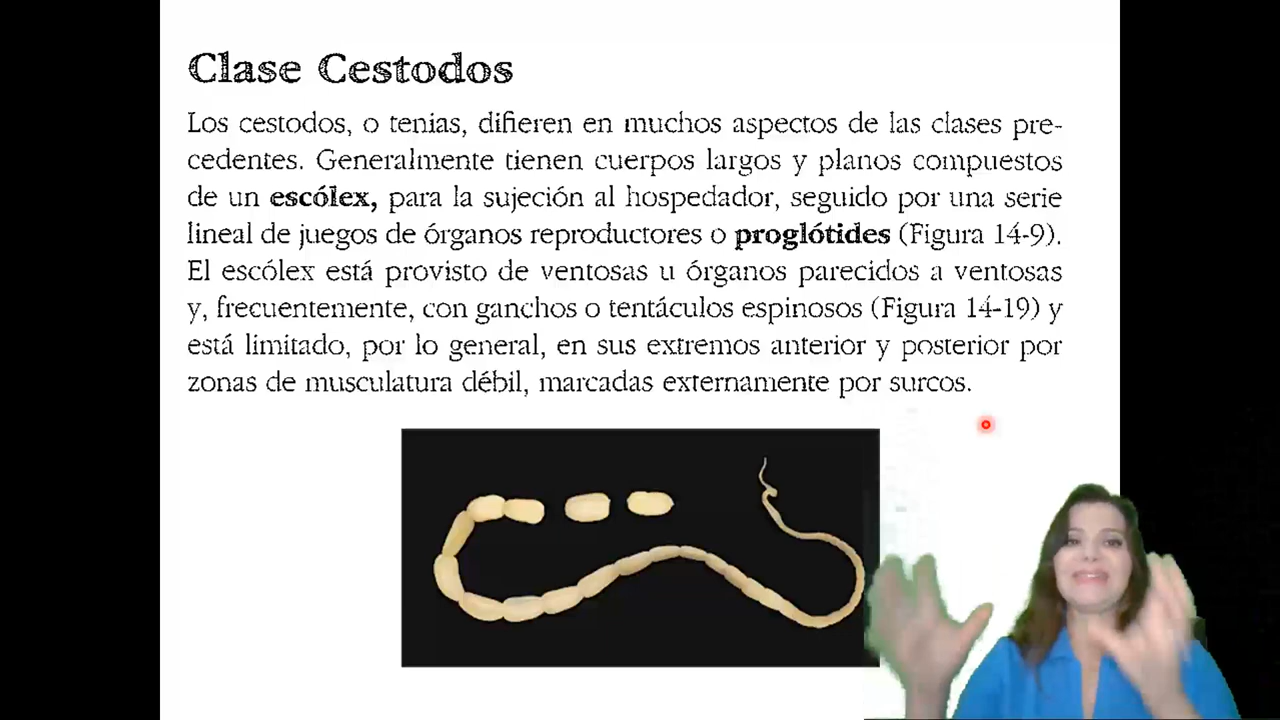 Clase Cestodos
Los cestodos, o tenias, difieren en muchos aspectos de las clases pre-
cedentes. Generalmente tienen cuerpos largos y planos compuestos
de un escólex, para la sujeción al hospedador, seguido por una serie
lineal de juegos de órganos reproductores o proglótides (Figura 14-9).
El escólex está provisto de ventosas u órganos parecidos a ventosas
y, frecuentemente, con ganchos o tentáculos espinosos (Figura 14-19) y
está limitado, por lo general, en sus extremos anterior y posterior por
zonas de musculatura débil, marcadas externamente por surcos.